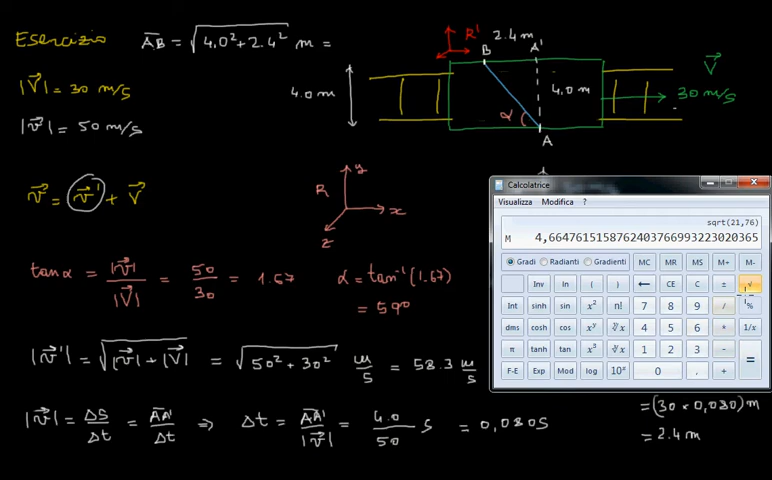 Esercizio
AB = √4.0² + 2.4² m =
2.4 m
R'
B
A'
|V| = 30 m/s
4.0 m
4.0 m
V
30 m/s
α
A
|v| = 50 m/s
v = v' + V
R
y
x
z
tan α = |v| / |V| = 50 / 30 = 1.67
α = tan⁻¹(1.67)
= 59°
|v'| = √|v| + |V| = √50² + 30² m/s = 58.3 m/s
|v| = ΔS / Δt = AA' / Δt ⇒ Δt = AA' / |v| = 4.0 / 50 s = 0,080 s
= (30 × 0,080) m
= 2.4 m
Calcolatrice
Visualizza Modifica ?
sqrt(21,76)
M 4,6647615158762403766993223020365
Gradi Radianti Gradienti MC MR MS M+ M-
Inv ln ( ) ← CE C ± √
Int sinh sin x² n! 7 8 9 / %
dms cosh cos xʸ ʸ√x 4 5 6 * 1/x
π tanh tan x³ ³√x 1 2 3 - =
F-E Exp Mod log 10ˣ 0 , +